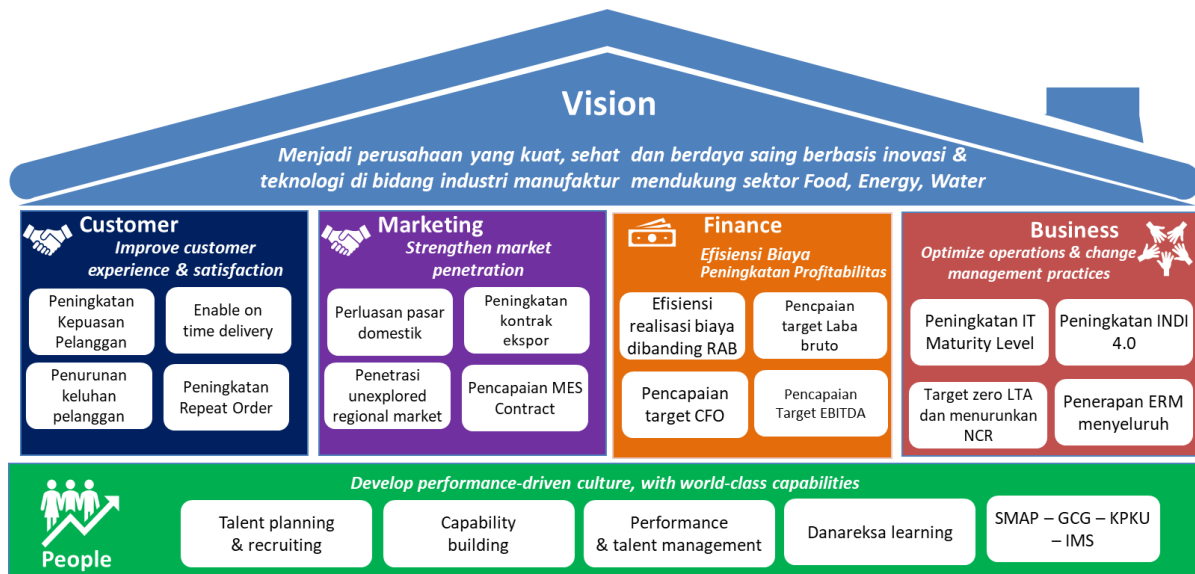 Vision
Menjadi perusahaan yang kuat, sehat dan berdaya saing berbasis inovasi &
teknologi di bidang industri manufaktur mendukung sektor Food, Energy, Water
Customer
Improve customer
experience & satisfaction
Peningkatan
Kepuasan
Pelanggan
Enable on
time delivery
Penurunan
keluhan
pelanggan
Peningkatan
Repeat Order
Marketing
Strengthen market
penetration
Perluasan pasar
domestik
Peningkatan
kontrak
ekspor
Penetrasi
unexplored
regional market
Pencapaian MES
Contract
Finance
Efisiensi Biaya
Peningkatan Profitabilitas
Efisiensi
realisasi biaya
dibanding RAB
Pencpaian
target Laba
bruto
Pencapaian
target CFO
Pencapaian
Target EBITDA
Business
Optimize operations & change
management practices
Peningkatan IT
Maturity Level
Peningkatan INDI
4.0
Target zero LTA
dan menurunkan
NCR
Penerapan ERM
menyeluruh
People
Develop performance-driven culture, with world-class capabilities
Talent planning
& recruiting
Capability
building
Performance
& talent management
Danareksa learning
SMAP – GCG – KPKU
– IMS